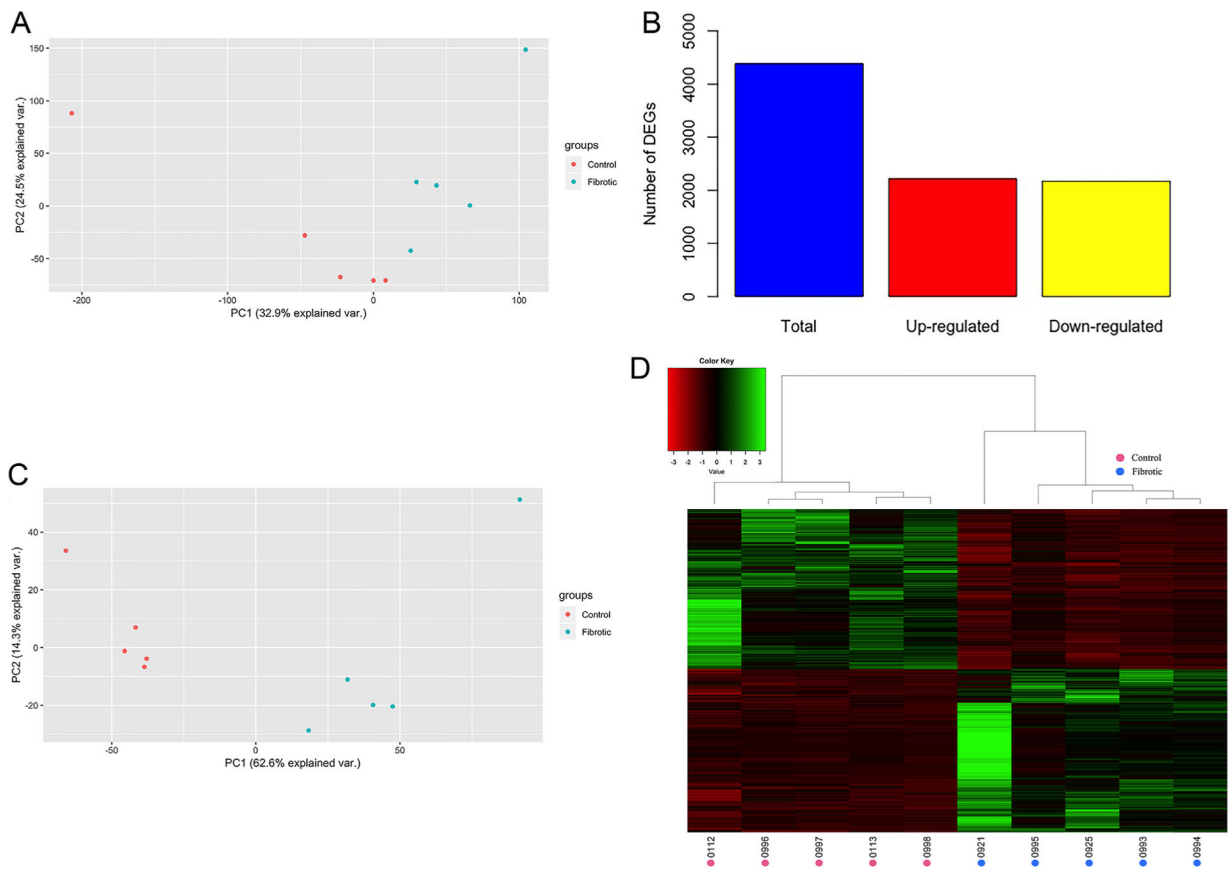 A
150
100
50
0
-50
PC2 (24.5% explained var.)
-200
-100
0
100
PC1 (32.9% explained var.)
groups
Control
Fibrotic
B
5000
4000
3000
2000
1000
0
Number of DEGs
Total
Up-regulated
Down-regulated
C
40
20
0
-20
PC2 (14.3% explained var.)
-50
0
50
PC1 (62.6% explained var.)
groups
Control
Fibrotic
D
Color Key
-3 -2 -1 0 1 2 3
Value
Control
Fibrotic
0112
0996
0997
0113
0998
0921
0995
0925
0993
0994